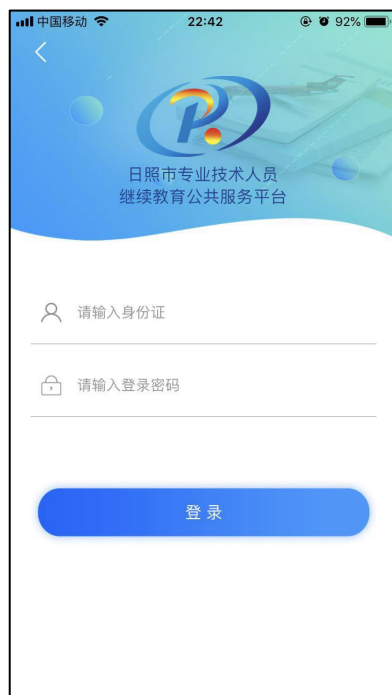 中国移动 22:42 92%
日照市专业技术人员
继续教育公共服务平台
请输入身份证
请输入登录密码
登录